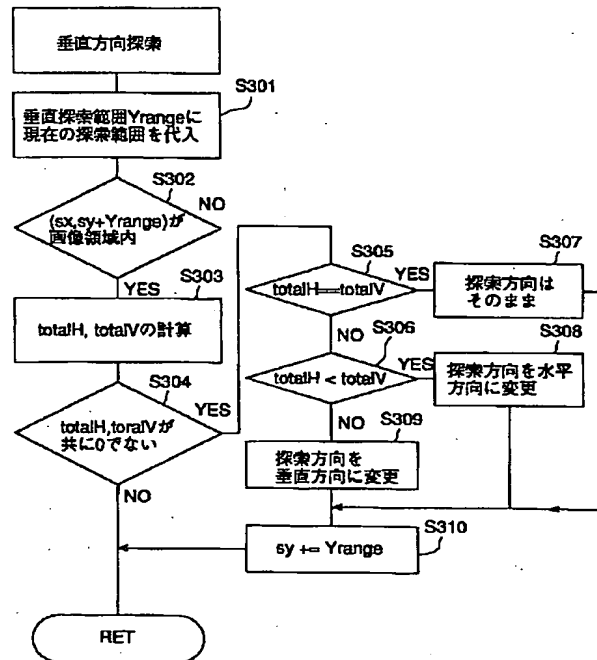 垂直方向探索
S301
垂直探索範囲Yrangeに
現在の探索範囲を代入
S302
NO
(sx,sy+Yrange)が
画像領域内
YES
S303
totalH, totalVの計算
S304
YES
totalH,toralVが
共に0でない
NO
S305
totalH==totalV
YES
S307
探索方向は
そのまま
NO
S306
totalH < totalV
YES
S308
探索方向を水平
方向に変更
NO
S309
探索方向を
垂直方向に変更
sy += Yrange
S310
RET